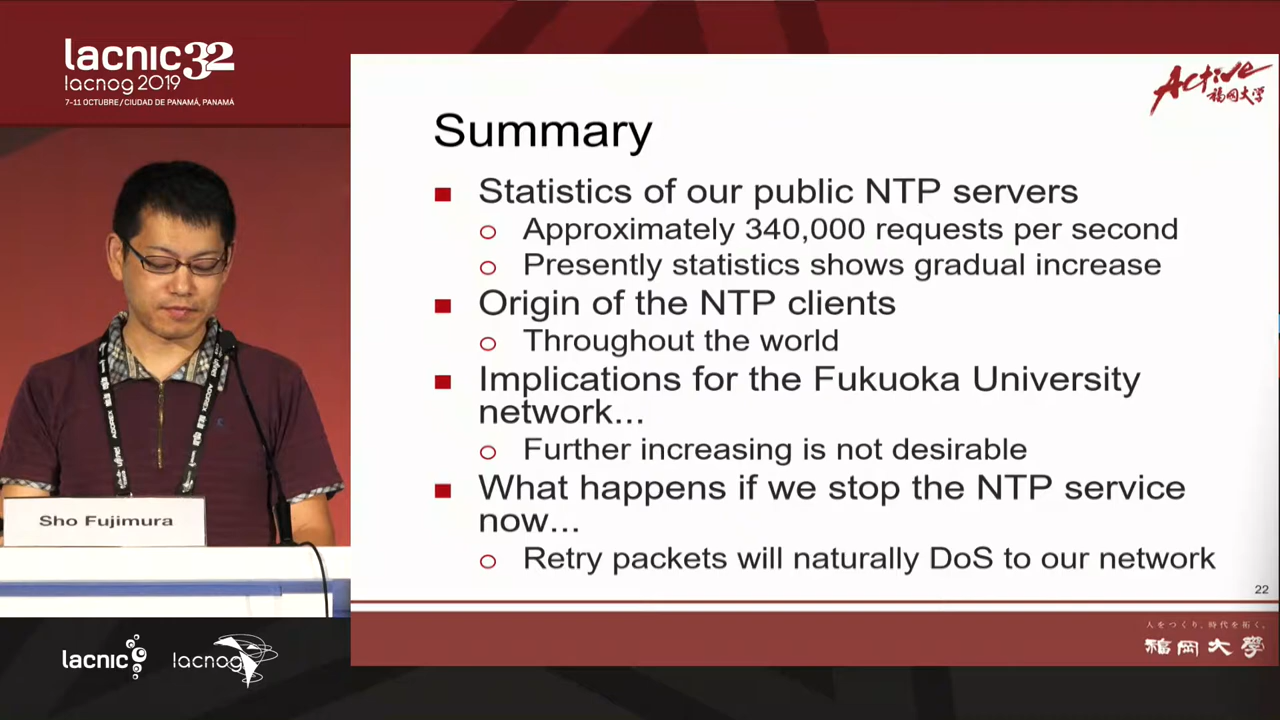 lacnic 32
lacnog 2019
7-11 OCTUBRE / CIUDAD DE PANAMÁ, PANAMÁ
Active
福岡大学
Summary
Statistics of our public NTP servers
Approximately 340,000 requests per second
Presently statistics shows gradual increase
Origin of the NTP clients
Throughout the world
Implications for the Fukuoka University
network...
Further increasing is not desirable
What happens if we stop the NTP service
now...
Retry packets will naturally DoS to our network
22
Sho Fujimura
人をつくり、時代を拓く。
福岡大學
lacnic
lacnog